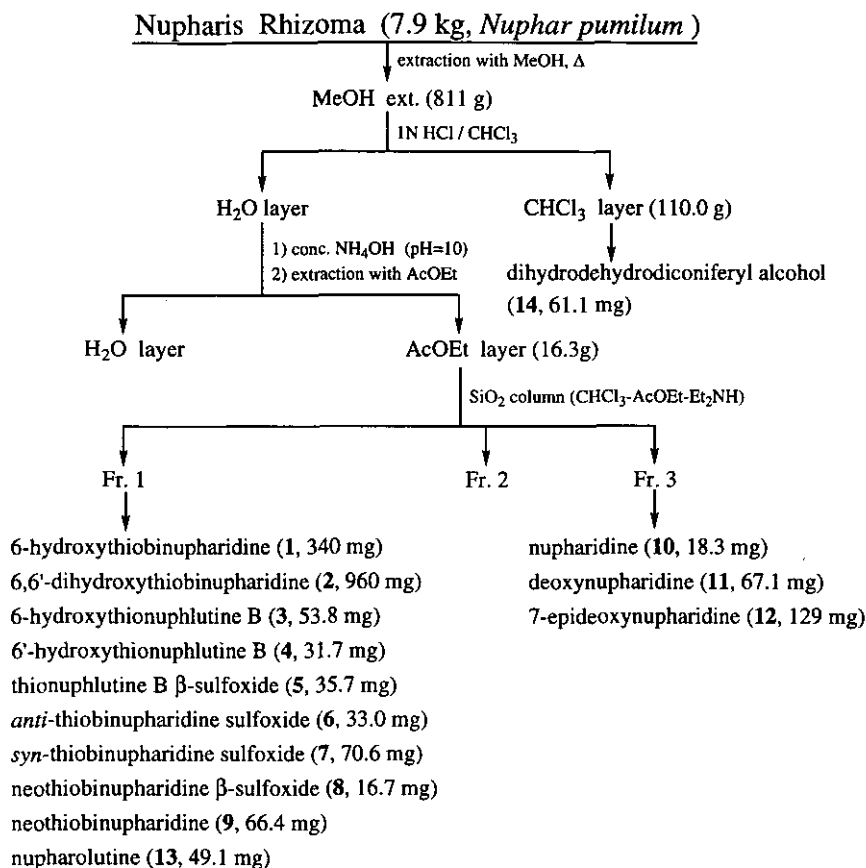 Nupharis Rhizoma (7.9 kg, Nuphar pumilum )
extraction with MeOH, Δ
MeOH ext. (811 g)
1N HCl / CHCl₃
H₂O layer
CHCl₃ layer (110.0 g)
1) conc. NH₄OH (pH=10)
2) extraction with AcOEt
dihydrodehydrodiconiferyl alcohol
(14, 61.1 mg)
H₂O layer
AcOEt layer (16.3g)
SiO₂ column (CHCl₃-AcOEt-Et₂NH)
Fr. 1
Fr. 2
Fr. 3
6-hydroxythiobinupharidine (1, 340 mg)
6,6'-dihydroxythiobinupharidine (2, 960 mg)
6-hydroxythionuphlutine B (3, 53.8 mg)
6'-hydroxythionuphlutine B (4, 31.7 mg)
thionuphlutine B β-sulfoxide (5, 35.7 mg)
anti-thiobinupharidine sulfoxide (6, 33.0 mg)
syn-thiobinupharidine sulfoxide (7, 70.6 mg)
neothiobinupharidine β-sulfoxide (8, 16.7 mg)
neothiobinupharidine (9, 66.4 mg)
nupharolutine (13, 49.1 mg)
nupharidine (10, 18.3 mg)
deoxynupharidine (11, 67.1 mg)
7-epideoxynupharidine (12, 129 mg)